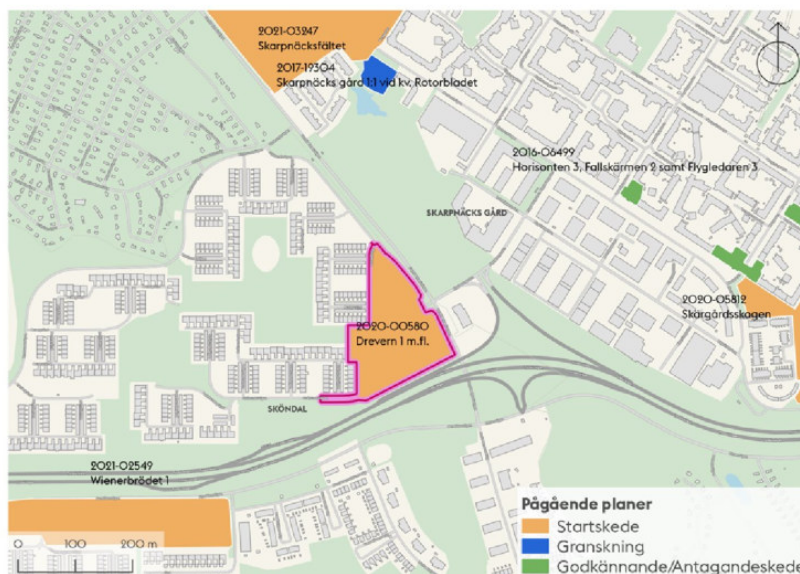 2021-03247
Skarpnäcksfältet
2017-19304
Skarpnäcks gård 1:1 vid kv. Rotorbladet
2016-06499
Horisonten 3, Fallskärmen 2 samt Flygledaren 3
SKARPNÄCKS GÅRD
2020-05812
Skärgårdsskogen
2020-00580
Drevern 1 m.fl.
SKÖNDAL
2021-02549
Wienerbrödet 1
0 100 200 m
Pågående planer
Startskede
Granskning
Godkännande/Antagandeskede